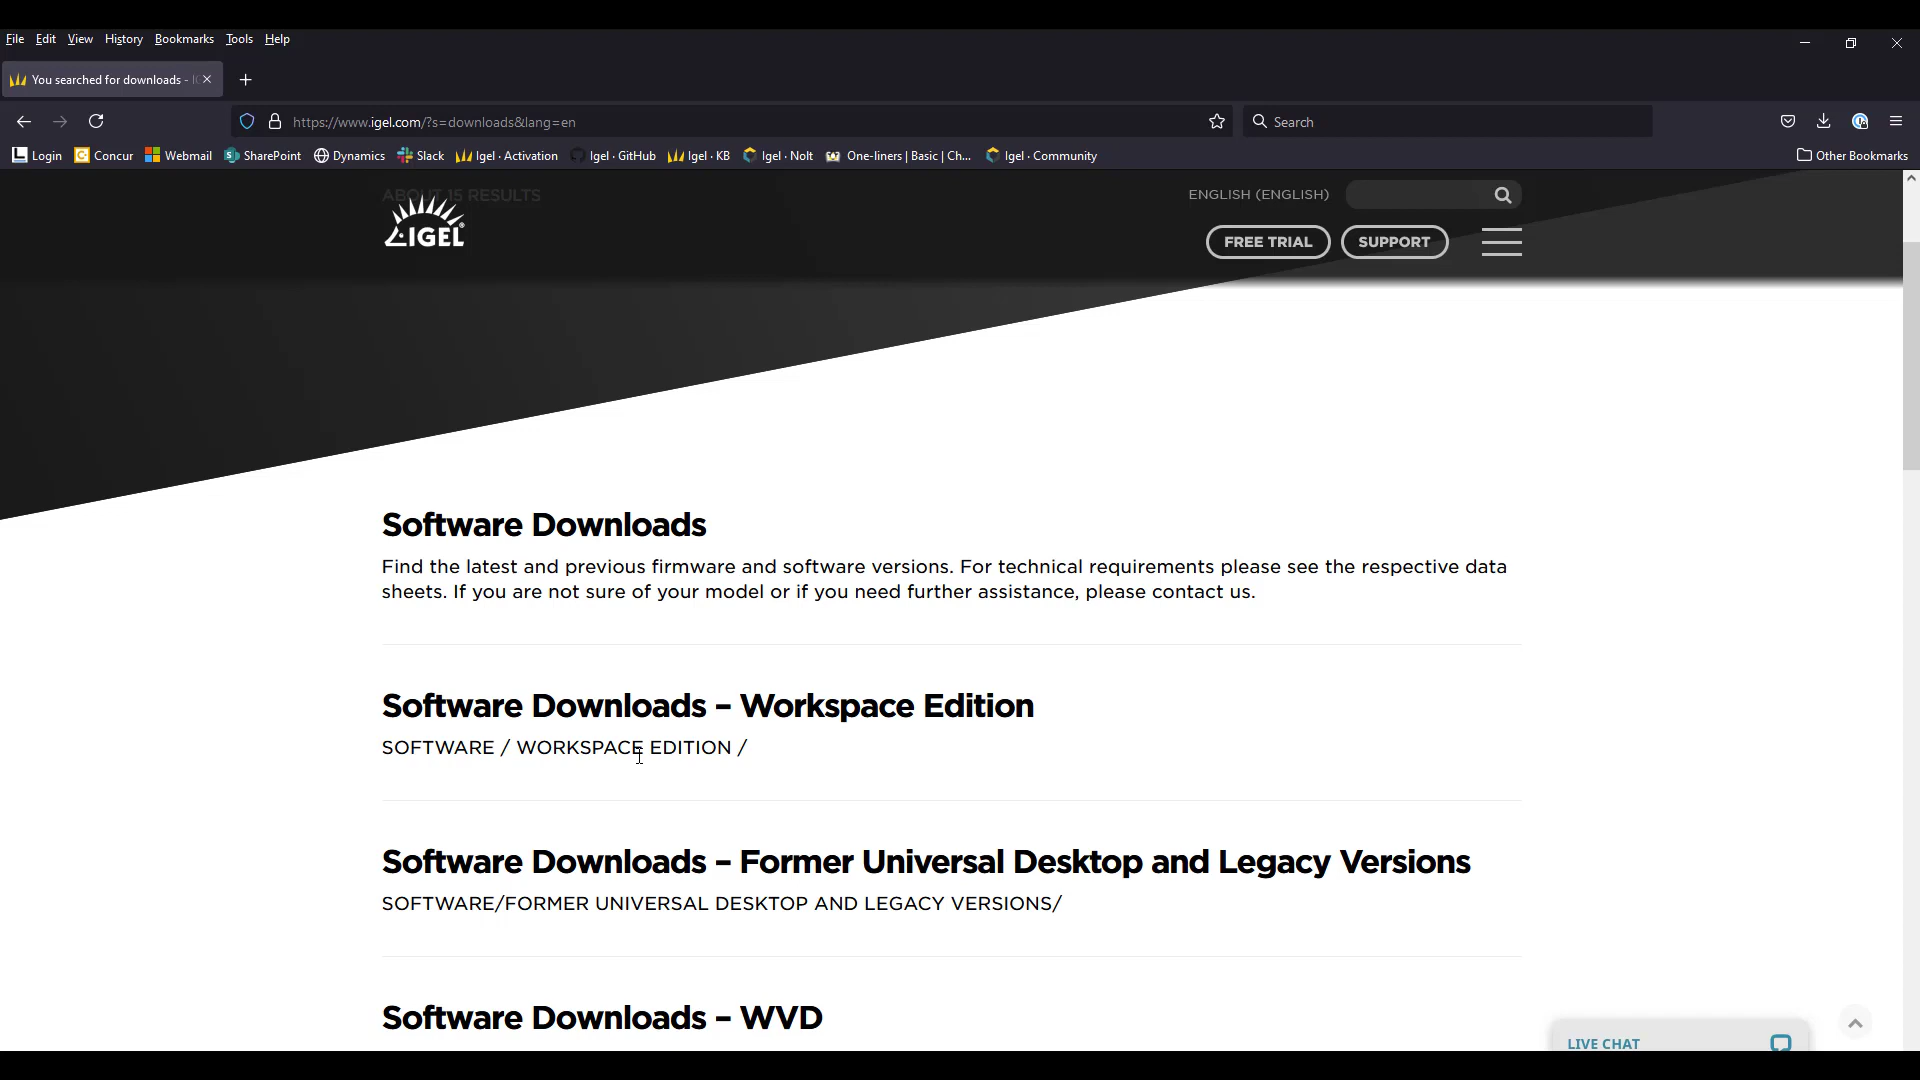 File Edit View History Bookmarks Tools Help
You searched for downloads - I
https://www.igel.com/?s=downloads&lang=en
Search
Login Concur Webmail SharePoint Dynamics Slack Igel · Activation Igel · GitHub Igel · KB Igel · Nolt One-liners | Basic | Ch... Igel · Community Other Bookmarks
ABOUT 15 RESULTS
ENGLISH (ENGLISH)
IGEL
FREE TRIAL SUPPORT
Software Downloads
Find the latest and previous firmware and software versions. For technical requirements please see the respective data
sheets. If you are not sure of your model or if you need further assistance, please contact us.
Software Downloads – Workspace Edition
SOFTWARE / WORKSPACE EDITION /
Software Downloads – Former Universal Desktop and Legacy Versions
SOFTWARE/FORMER UNIVERSAL DESKTOP AND LEGACY VERSIONS/
Software Downloads – WVD
LIVE CHAT